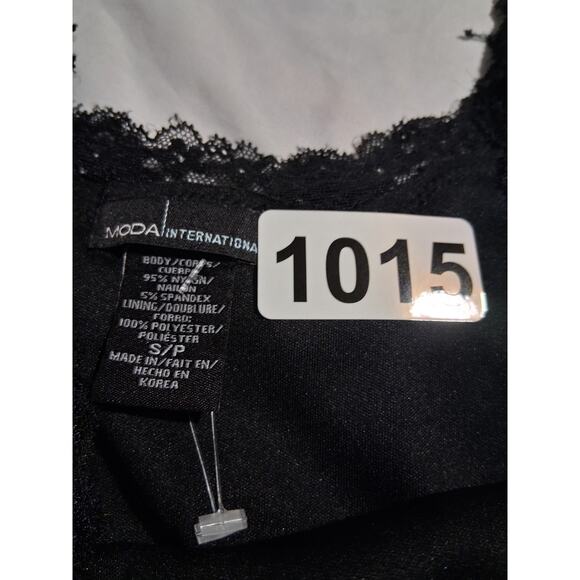 MODA INTERNATIONA
1015
BODY/CORPS/
CUERPO
95% NYLON/
NAILON
5% SPANDEX
LINING/DOUBLURE/
FORRO:
100% POLYESTER/
POLIÉSTER
S/P
MADE IN/FAIT EN/
HECHO EN
KOREA